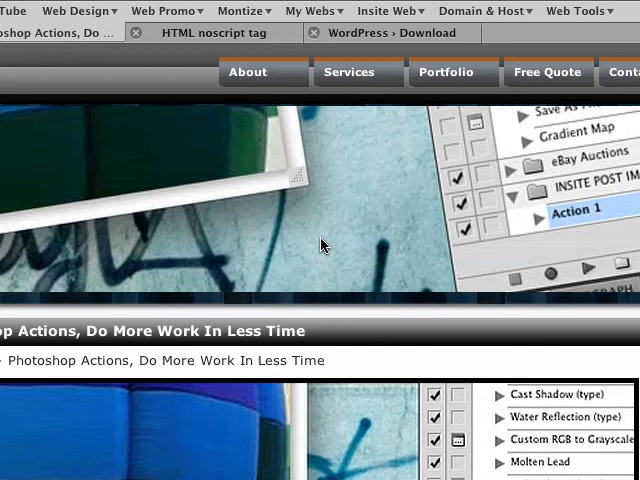 Tube Web Design▾ Web Promo▾ Montize▾ My Webs▾ Insite Web▾ Domain & Host▾ Web Tools▾
oshop Actions, Do ... HTML noscript tag WordPress › Download
About Services Portfolio Free Quote Cont
Save As
Gradient Map
eBay Auctions
INSITE POST IM
Action 1
op Actions, Do More Work In Less Time
Photoshop Actions, Do More Work In Less Time
Cast Shadow (type)
Water Reflection (type)
Custom RGB to Grayscale
Molten Lead